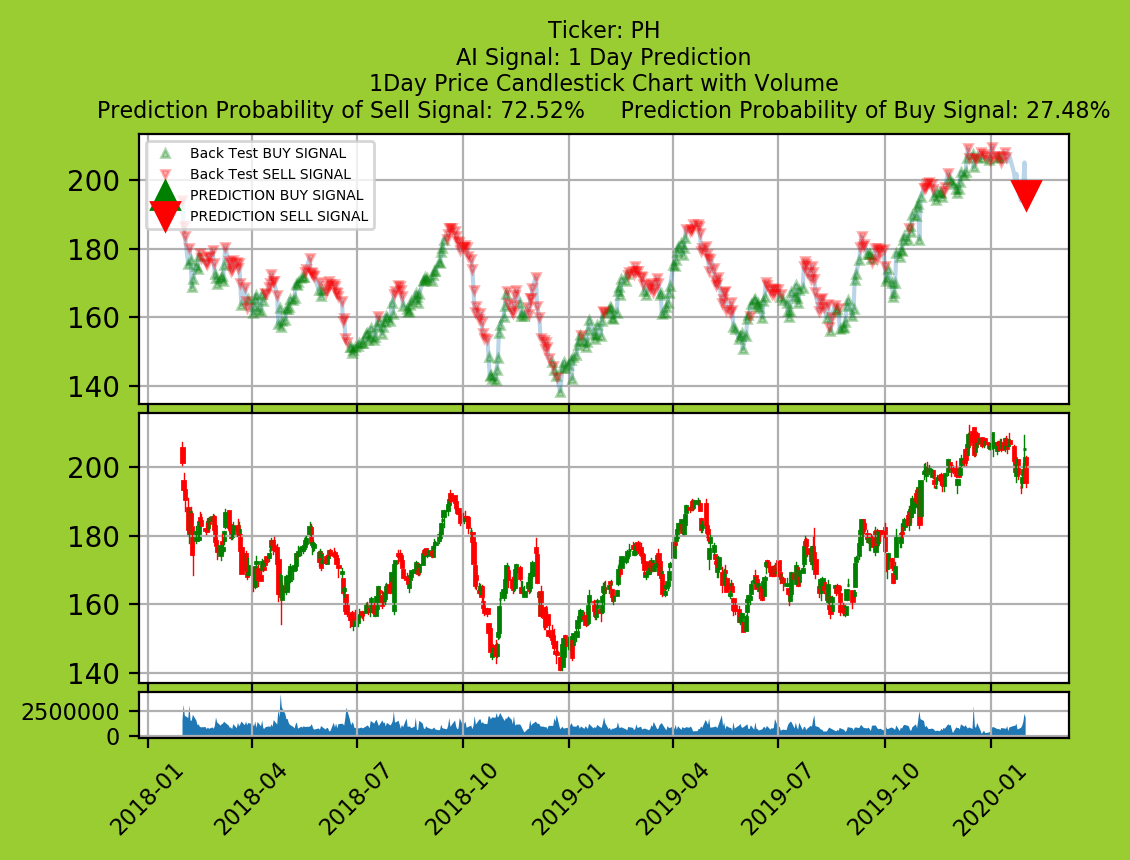 Ticker: PH
AI Signal: 1 Day Prediction
1Day Price Candlestick Chart with Volume
Prediction Probability of Sell Signal: 72.52% Prediction Probability of Buy Signal: 27.48%
Back Test BUY SIGNAL
Back Test SELL SIGNAL
PREDICTION BUY SIGNAL
PREDICTION SELL SIGNAL
200
180
160
140
200
180
160
140
2500000
0
2018-01
2018-04
2018-07
2018-10
2019-01
2019-04
2019-07
2019-10
2020-01